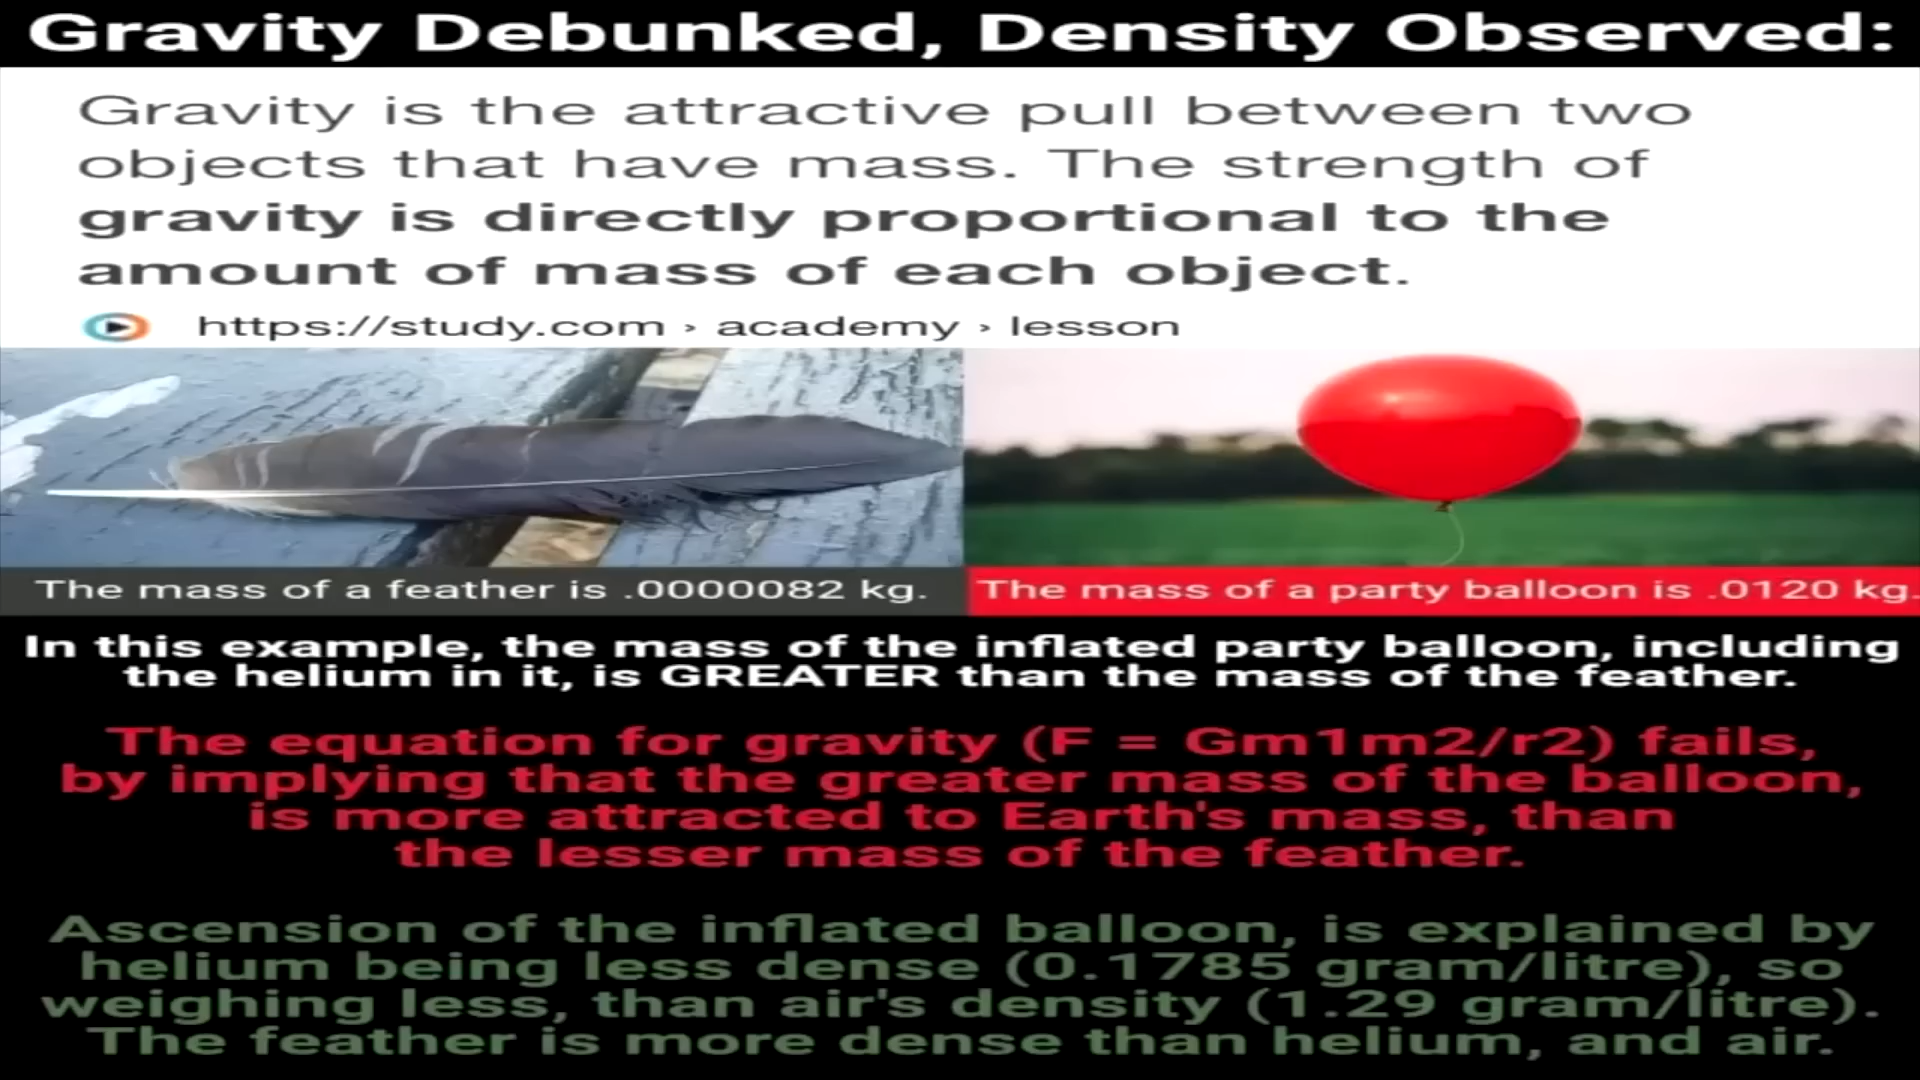 Gravity Debunked, Density Observed:
Gravity is the attractive pull between two
objects that have mass. The strength of
gravity is directly proportional to the
amount of mass of each object.
https://study.com › academy › lesson
The mass of a feather is .0000082 kg.
The mass of a party balloon is .0120 kg.
In this example, the mass of the inflated party balloon, including
the helium in it, is GREATER than the mass of the feather.
The equation for gravity (F = Gm1m2/r2) fails,
by implying that the greater mass of the balloon,
is more attracted to Earth's mass, than
the lesser mass of the feather.
Ascension of the inflated balloon, is explained by
helium being less dense (0.1785 gram/litre), so
weighing less, than air's density (1.29 gram/litre).
The feather is more dense than helium, and air.